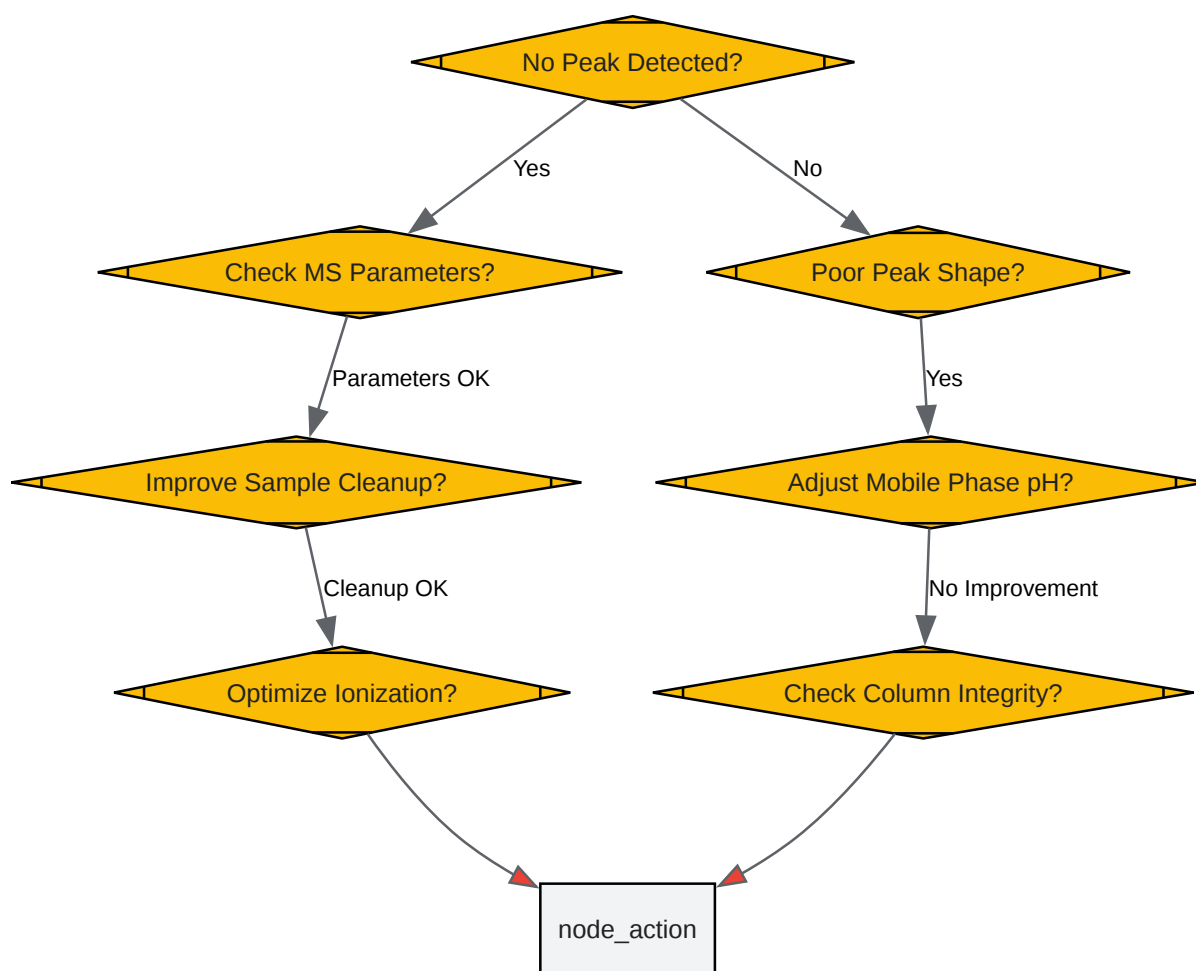 No Peak Detected?
Yes
No
Check MS Parameters?
Poor Peak Shape?
Parameters OK
Yes
Improve Sample Cleanup?
Adjust Mobile Phase pH?
Cleanup OK
No Improvement
Optimize Ionization?
Check Column Integrity?
node_action